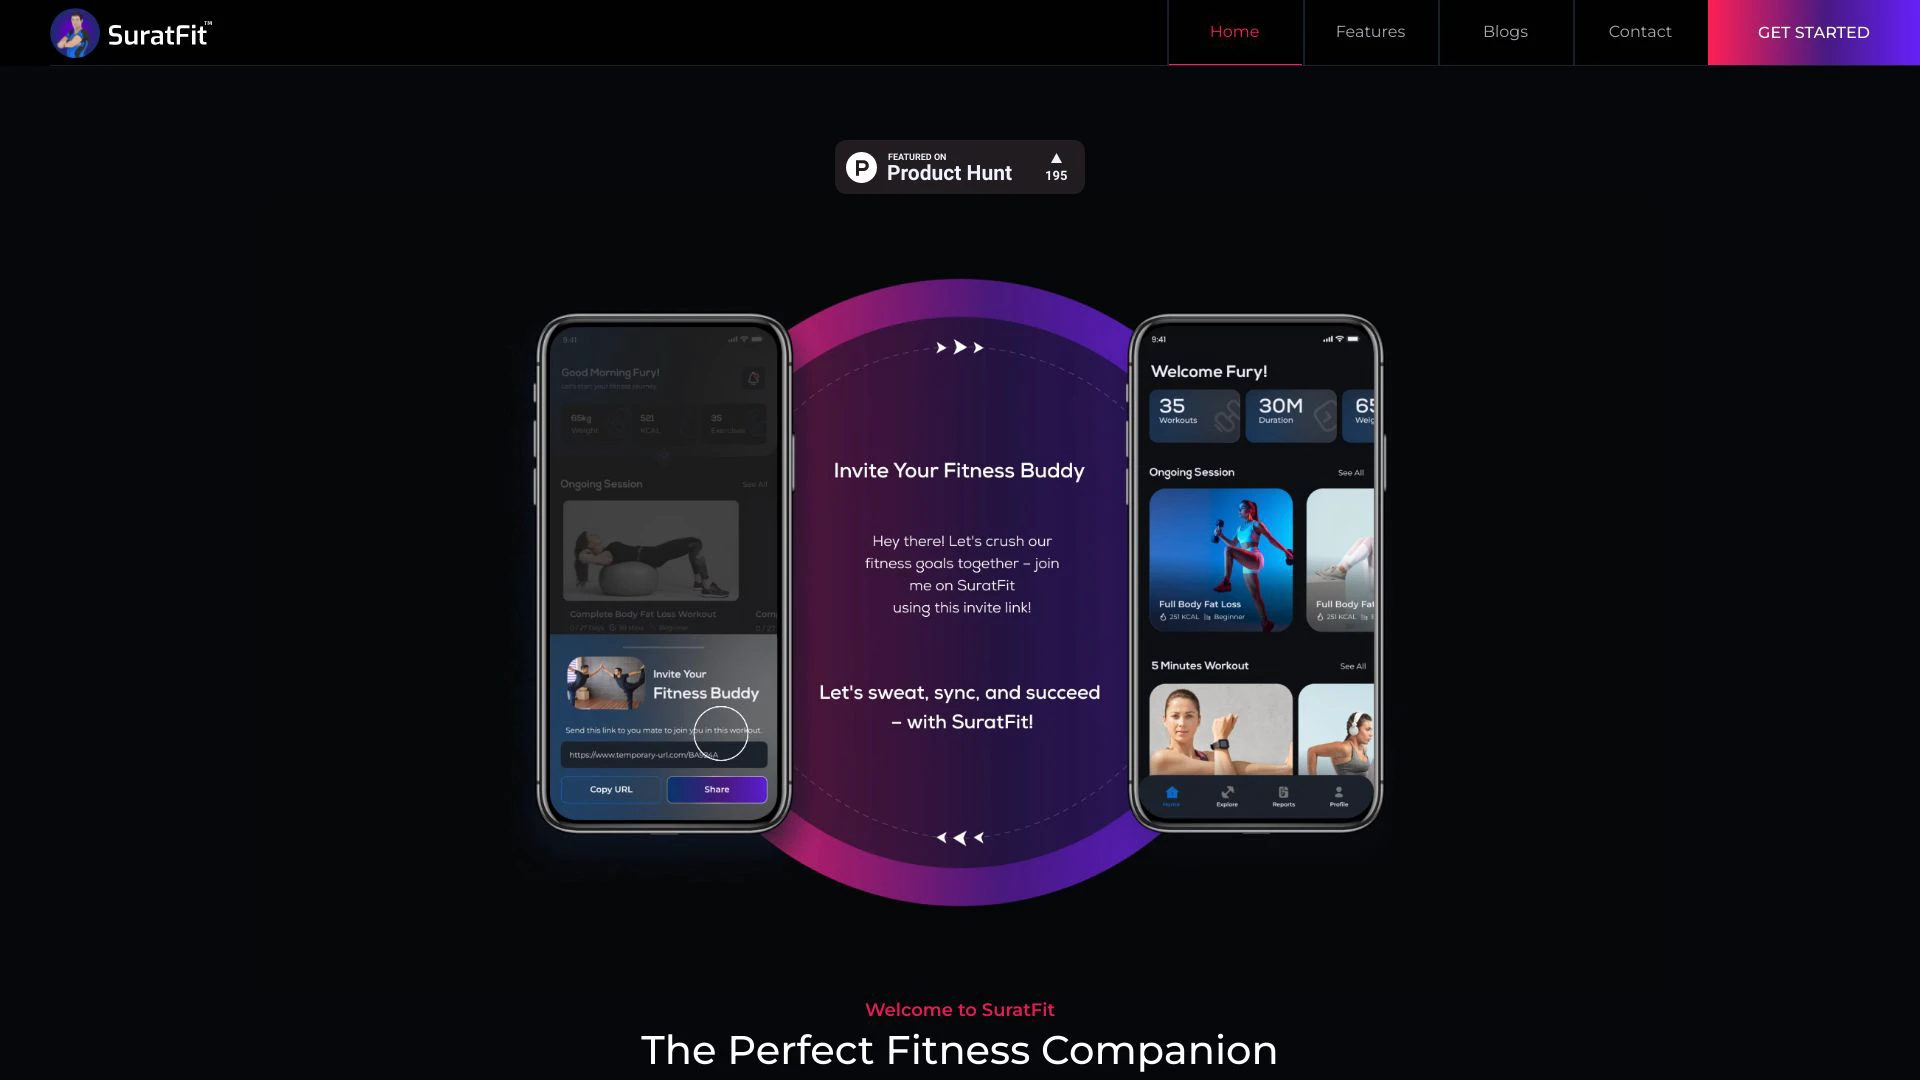 SuratFit™
Home
Features
Blogs
Contact
GET STARTED
FEATURED ON
Product Hunt
195
9:41
Good Morning Fury!
Let's start your fitness journey
65kg
Weight
521
KCAL
35
Exercises
Ongoing Session
See All
Complete Body Fat Loss Workout
0 / 27 Days
Beginner
Invite Your
Fitness Buddy
Send this link to you mate to join you in this workout.
https://www.temporary-url.com/
Copy URL
Share
Invite Your Fitness Buddy
Hey there! Let's crush our
fitness goals together – join
me on SuratFit
using this invite link!
Let's sweat, sync, and succeed
– with SuratFit!
9:41
Welcome Fury!
35
Workouts
30M
Duration
65
Weig
Ongoing Session
See All
Full Body Fat Loss
251 KCAL
Beginner
Full Body Fat
251 KCAL
5 Minutes Workout
See All
Home
Explore
Reports
Profile
Welcome to SuratFit
The Perfect Fitness Companion